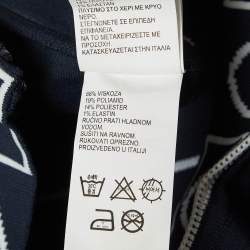 ΠΛΥΣΙΜΟ ΣΤΟ ΧΕΡΙ ΜΕ ΚΡΥΟ
ΝΕΡΟ.
ΣΤΕΓΝΩΣΤΕ ΣΕ ΕΠΙΠΕΔΗ
ΕΠΙΦΑΝΕΙΑ.
ΝΑ ΤΟ ΜΕΤΑΧΕΙΡΙΖΕΣΤΕ ΜΕ
ΠΡΟΣΟΧΗ.
ΚΑΤΑΣΚΕΥΑΖΕΤΑΙ ΣΤΗΝ ΙΤΑΛΙΑ
66% VISKOZA
19% POLIAMID
14% POLIESTER
1% ELASTIN
RUČNO PRATI HLADNOM
VODOM.
SUŠITI NA RAVNOM.
RUKOVATI OPREZNO.
PROIZVEDENO U ITALIJI